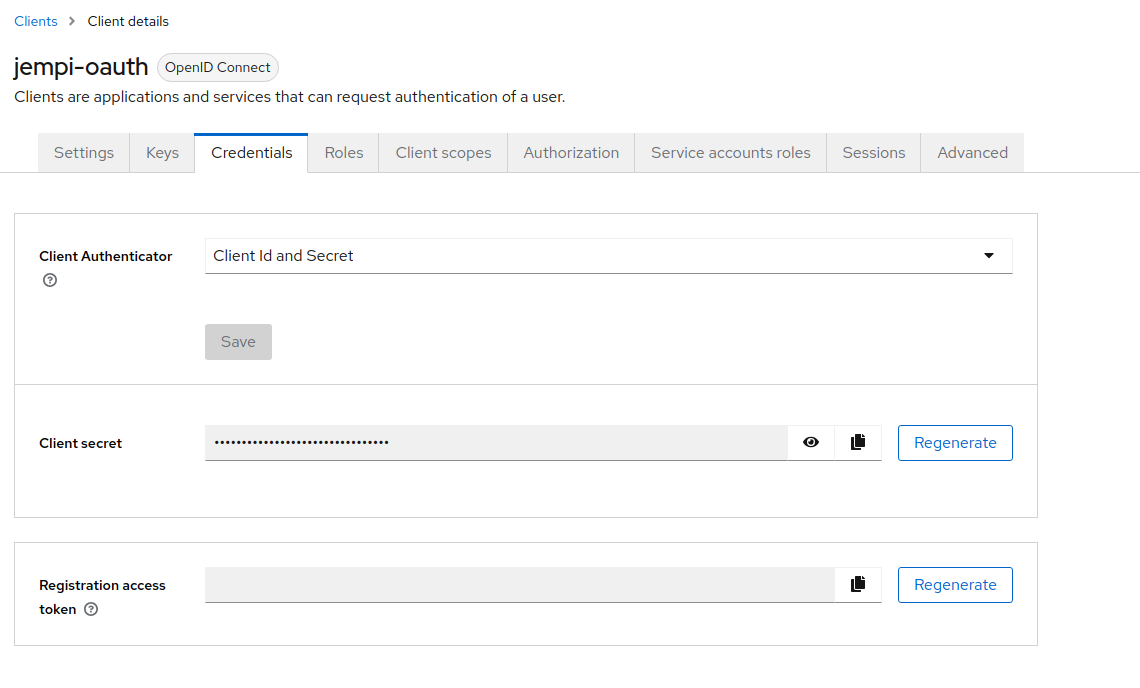 Clients > Client details
jempi-oauth OpenID Connect
Clients are applications and services that can request authentication of a user.
Settings Keys Credentials Roles Client scopes Authorization Service accounts roles Sessions Advanced
Client Authenticator Client Id and Secret
?
Save
Client secret •••••••••••••••••••••••••••••••• Regenerate
Registration access Regenerate
token ?